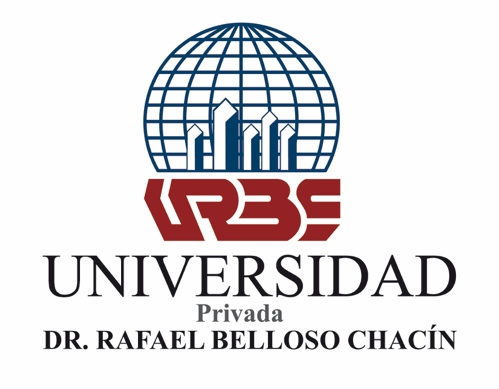 URBE
UNIVERSIDAD
Privada
DR. RAFAEL BELLOSO CHACÍN